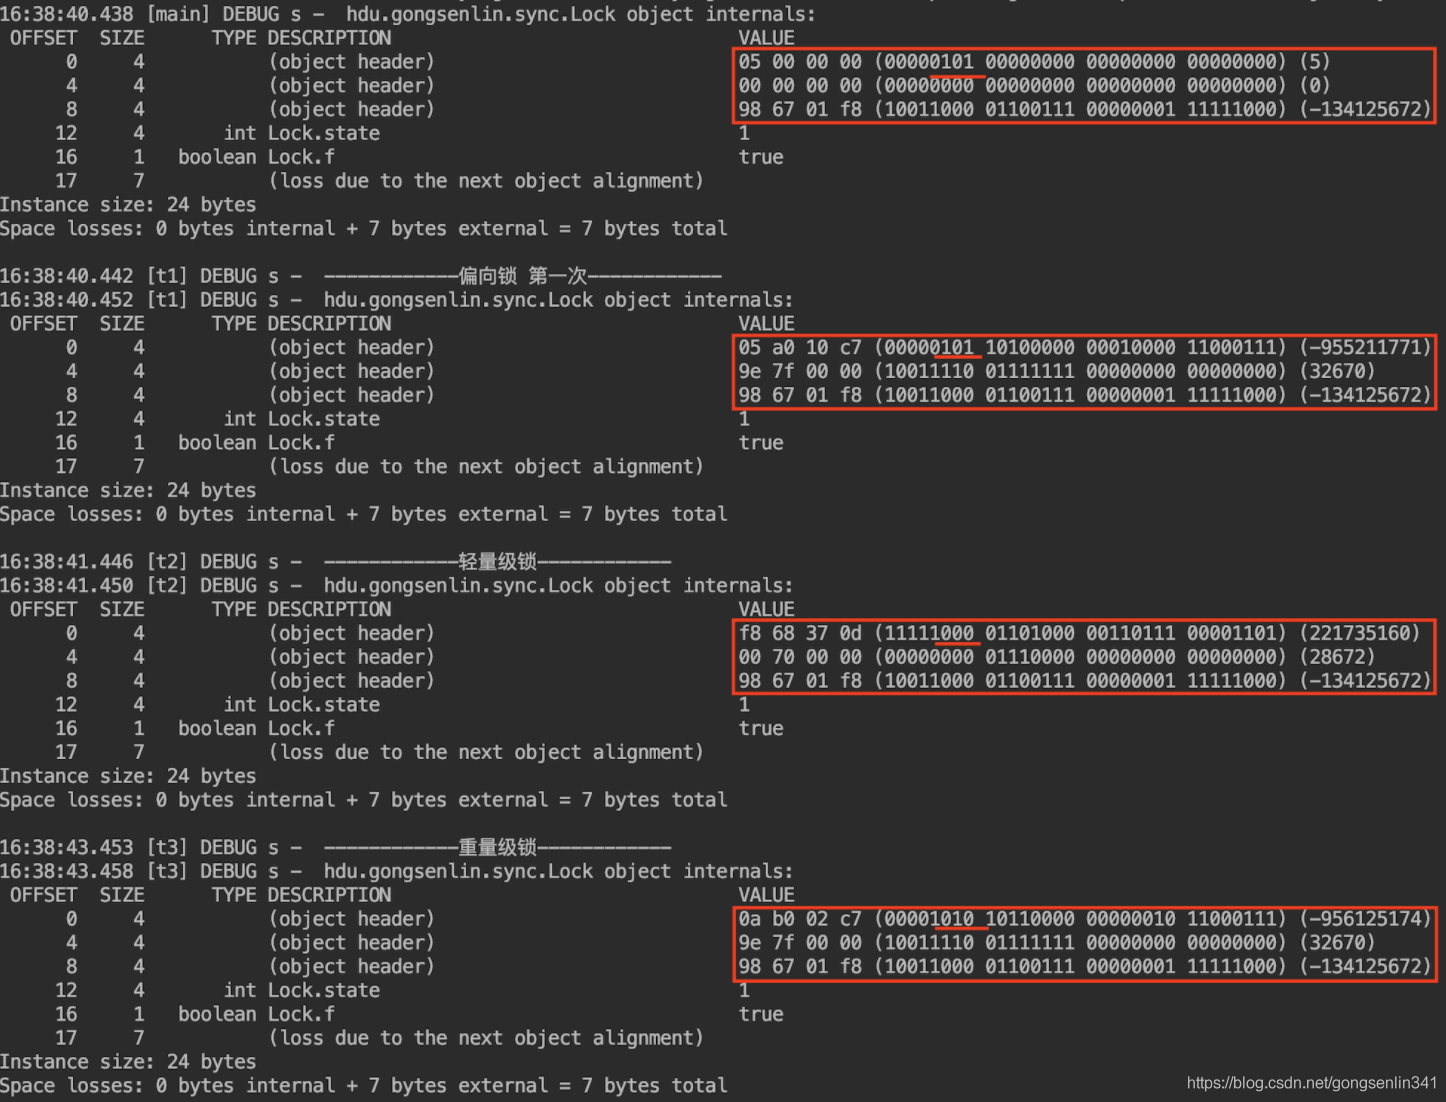 16:38:40.438 [main] DEBUG s -  hdu.gongsenlin.sync.Lock object internals:
 OFFSET  SIZE      TYPE DESCRIPTION                               VALUE
      0     4           (object header)                           05 00 00 00 (00000101 00000000 00000000 00000000) (5)
      4     4           (object header)                           00 00 00 00 (00000000 00000000 00000000 00000000) (0)
      8     4           (object header)                           98 67 01 f8 (10011000 01100111 00000001 11111000) (-134125672)
     12     4       int Lock.state                                1
     16     1   boolean Lock.f                                    true
     17     7           (loss due to the next object alignment)
Instance size: 24 bytes
Space losses: 0 bytes internal + 7 bytes external = 7 bytes total
16:38:40.442 [t1] DEBUG s -  ————————————偏向锁 第一次————————————
16:38:40.452 [t1] DEBUG s -  hdu.gongsenlin.sync.Lock object internals:
 OFFSET  SIZE      TYPE DESCRIPTION                               VALUE
      0     4           (object header)                           05 a0 10 c7 (00000101 10100000 00010000 11000111) (-955211771)
      4     4           (object header)                           9e 7f 00 00 (10011110 01111111 00000000 00000000) (32670)
      8     4           (object header)                           98 67 01 f8 (10011000 01100111 00000001 11111000) (-134125672)
     12     4       int Lock.state                                1
     16     1   boolean Lock.f                                    true
     17     7           (loss due to the next object alignment)
Instance size: 24 bytes
Space losses: 0 bytes internal + 7 bytes external = 7 bytes total
16:38:41.446 [t2] DEBUG s -  ————————————轻量级锁————————————
16:38:41.450 [t2] DEBUG s -  hdu.gongsenlin.sync.Lock object internals:
 OFFSET  SIZE      TYPE DESCRIPTION                               VALUE
      0     4           (object header)                           f8 68 37 0d (11111000 01101000 00110111 00001101) (221735160)
      4     4           (object header)                           00 70 00 00 (00000000 01110000 00000000 00000000) (28672)
      8     4           (object header)                           98 67 01 f8 (10011000 01100111 00000001 11111000) (-134125672)
     12     4       int Lock.state                                1
     16     1   boolean Lock.f                                    true
     17     7           (loss due to the next object alignment)
Instance size: 24 bytes
Space losses: 0 bytes internal + 7 bytes external = 7 bytes total
16:38:43.453 [t3] DEBUG s -  ————————————重量级锁————————————
16:38:43.458 [t3] DEBUG s -  hdu.gongsenlin.sync.Lock object internals:
 OFFSET  SIZE      TYPE DESCRIPTION                               VALUE
      0     4           (object header)                           0a b0 02 c7 (00001010 10110000 00000010 11000111) (-956125174)
      4     4           (object header)                           9e 7f 00 00 (10011110 01111111 00000000 00000000) (32670)
      8     4           (object header)                           98 67 01 f8 (10011000 01100111 00000001 11111000) (-134125672)
     12     4       int Lock.state                                1
     16     1   boolean Lock.f                                    true
     17     7           (loss due to the next object alignment)
Instance size: 24 bytes
Space losses: 0 bytes internal + 7 bytes external = 7 bytes total
https://blog.csdn.net/gongsenlin341